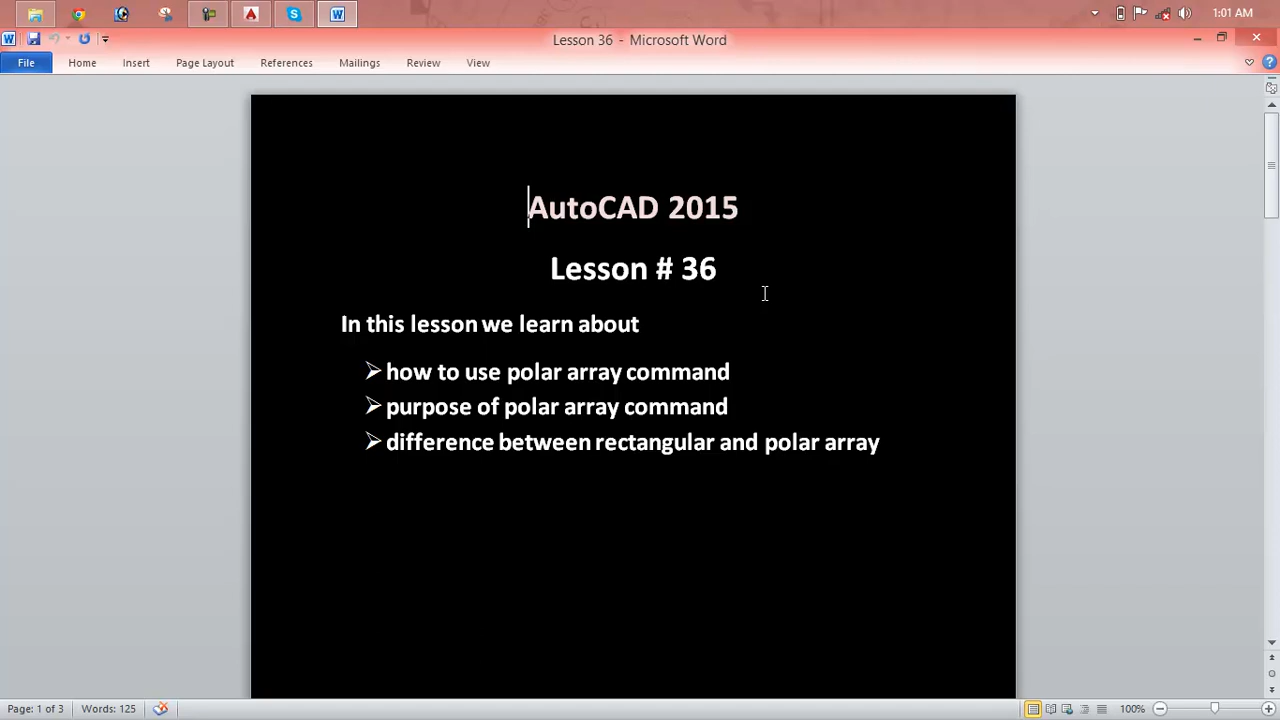 1:01 AM
Lesson 36 - Microsoft Word
File Home Insert Page Layout References Mailings Review View
AutoCAD 2015
Lesson # 36
In this lesson we learn about
how to use polar array command
purpose of polar array command
difference between rectangular and polar array
Page: 1 of 3 Words: 125 100%